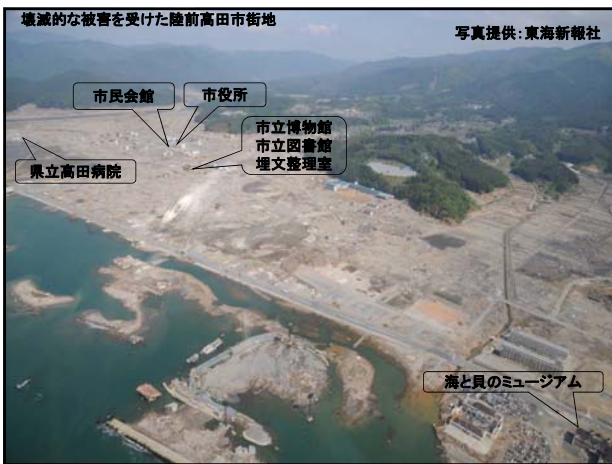 壊滅的な被害を受けた陸前高田市街地
写真提供：東海新報社
市民会館
市役所
市立博物館
市立図書館
埋文整理室
県立高田病院
海と貝のミュージアム